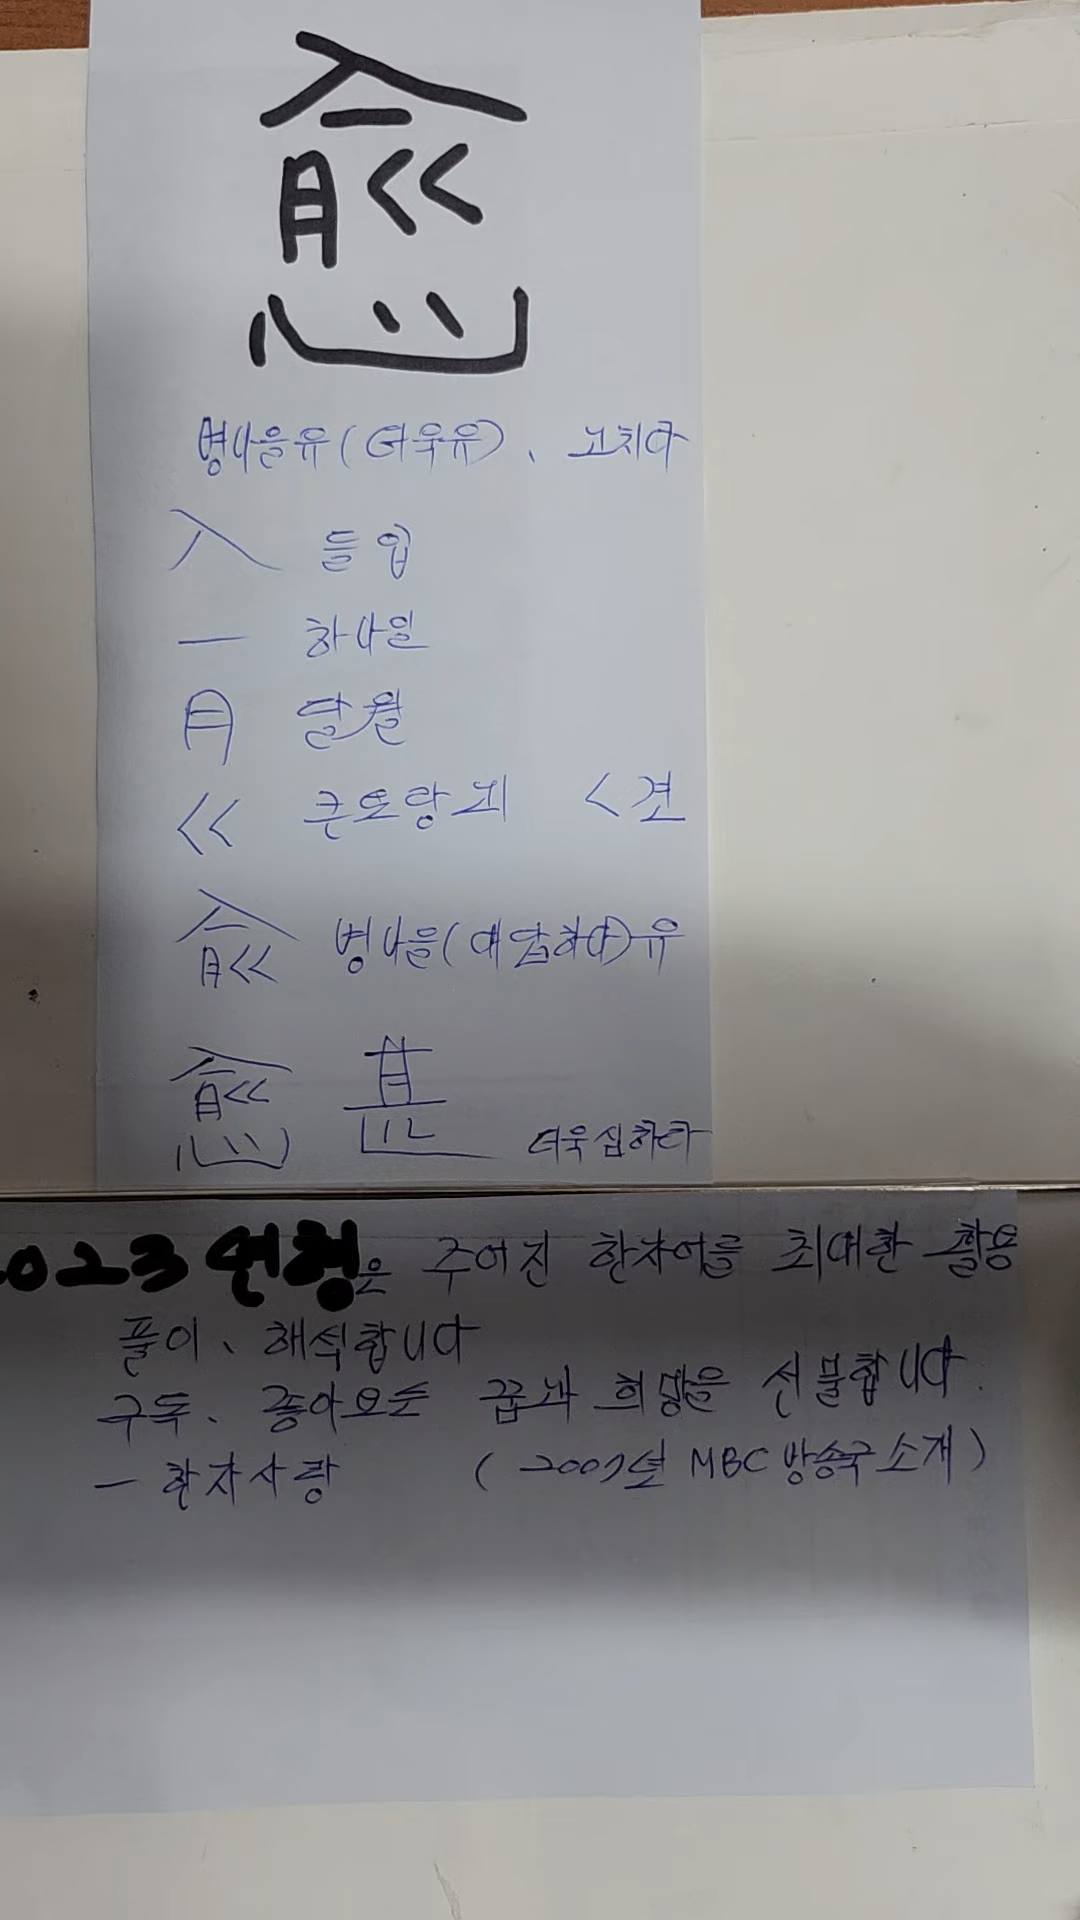 愈
병나을유(더욱유)、고치다
入 들입
一 하나일
月 달월
巜 큰도랑괴 く견
兪 병나을(대답하다)유
愈 甚 더욱심하다
2023 연형은 주어진 한자어를 최대한 활용
풀이、해석합니다
구독、좋아요는 꿈과 희망을 선물합니다.
- 한자사랑 (2007년 MBC 방송국소개)